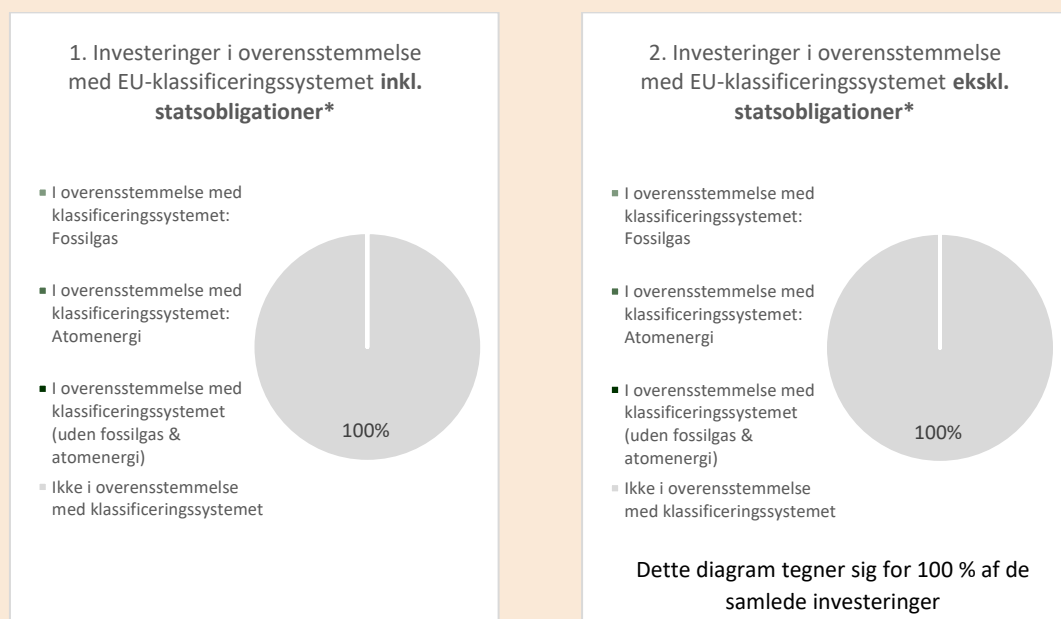 1. Investeringer i overensstemmelse
med EU-klassificeringssystemet inkl.
statsobligationer*
I overensstemmelse med
klassificeringssystemet:
Fossilgas
I overensstemmelse med
klassificeringssystemet:
Atomenergi
I overensstemmelse med
klassificeringssystemet
(uden fossilgas &
atomenergi)
Ikke i overensstemmelse
med klassificeringssystemet
100%
2. Investeringer i overensstemmelse
med EU-klassificeringssystemet ekskl.
statsobligationer*
I overensstemmelse med
klassificeringssystemet:
Fossilgas
I overensstemmelse med
klassificeringssystemet:
Atomenergi
I overensstemmelse med
klassificeringssystemet
(uden fossilgas &
atomenergi)
Ikke i overensstemmelse
med klassificeringssystemet
100%
Dette diagram tegner sig for 100 % af de
samlede investeringer